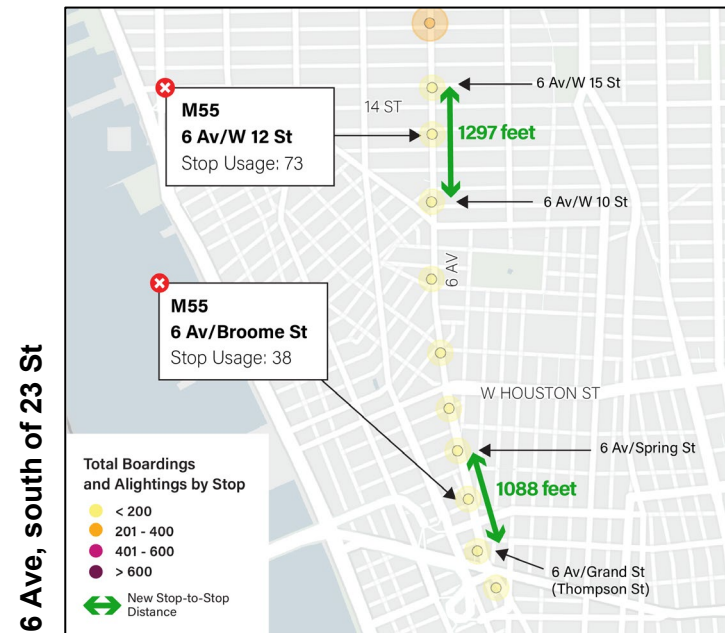 6 Ave, south of 23 St
M55
6 Av/W 12 St
Stop Usage: 73
14 ST
6 Av/W 15 St
1297 feet
6 Av/W 10 St
6 AV
M55
6 Av/Broome St
Stop Usage: 38
W HOUSTON ST
6 Av/Spring St
1088 feet
6 Av/Grand St
(Thompson St)
Total Boardings
and Alightings by Stop
< 200
201 - 400
401 - 600
> 600
New Stop-to-Stop
Distance